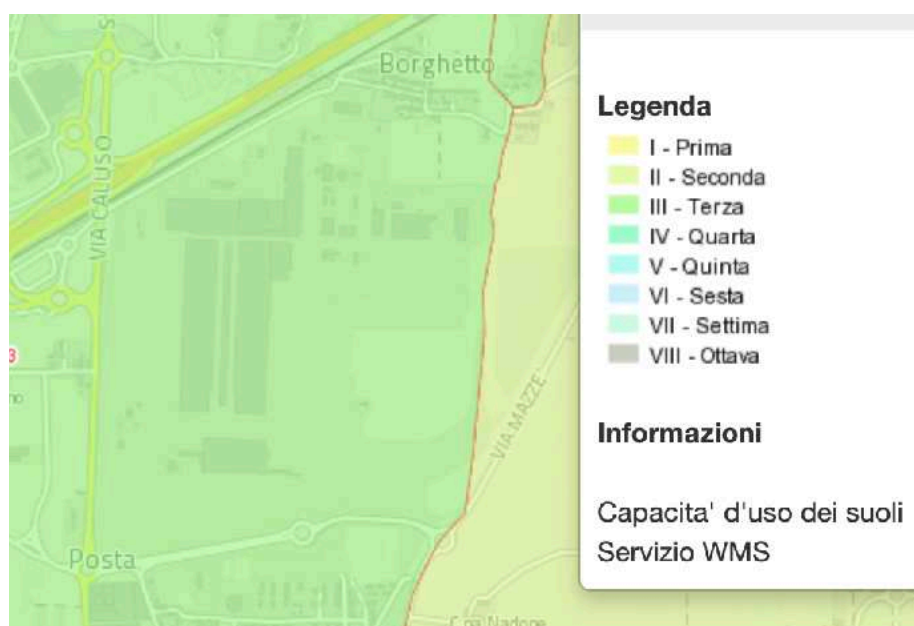 Borghetto
VIA CALUSO
3
VIA MAZZE
Posta
Legenda
I - Prima
II - Seconda
III - Terza
IV - Quarta
V - Quinta
VI - Sesta
VII - Settima
VIII - Ottava
Informazioni
Capacita' d'uso dei suoli
Servizio WMS